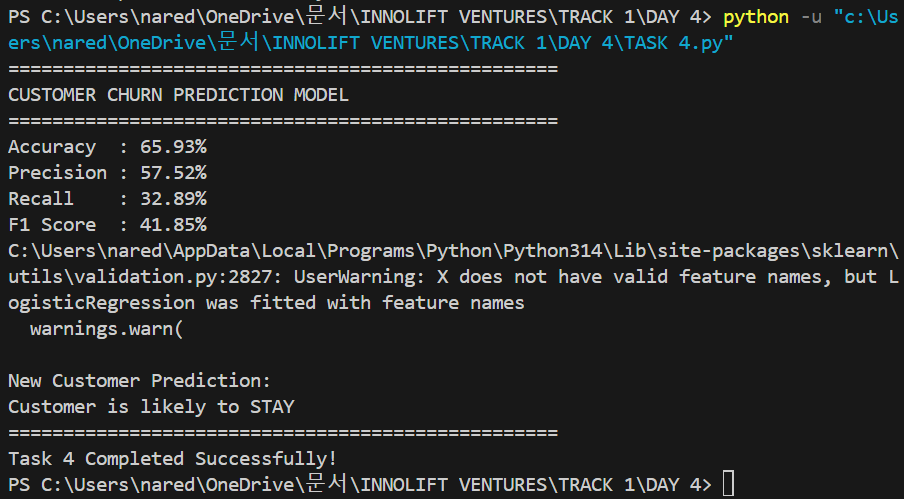 PS C:\Users\nared\OneDrive\문서\INNOLIFT VENTURES\TRACK 1\DAY 4> python -u "c:\Us
ers\nared\OneDrive\문서\INNOLIFT VENTURES\TRACK 1\DAY 4\TASK 4.py"
==================================================
CUSTOMER CHURN PREDICTION MODEL
==================================================
Accuracy  : 65.93%
Precision : 57.52%
Recall    : 32.89%
F1 Score  : 41.85%
C:\Users\nared\AppData\Local\Programs\Python\Python314\Lib\site-packages\sklearn\
utils\validation.py:2827: UserWarning: X does not have valid feature names, but L
ogisticRegression was fitted with feature names
  warnings.warn(

New Customer Prediction:
Customer is likely to STAY
==================================================
Task 4 Completed Successfully!
PS C:\Users\nared\OneDrive\문서\INNOLIFT VENTURES\TRACK 1\DAY 4>